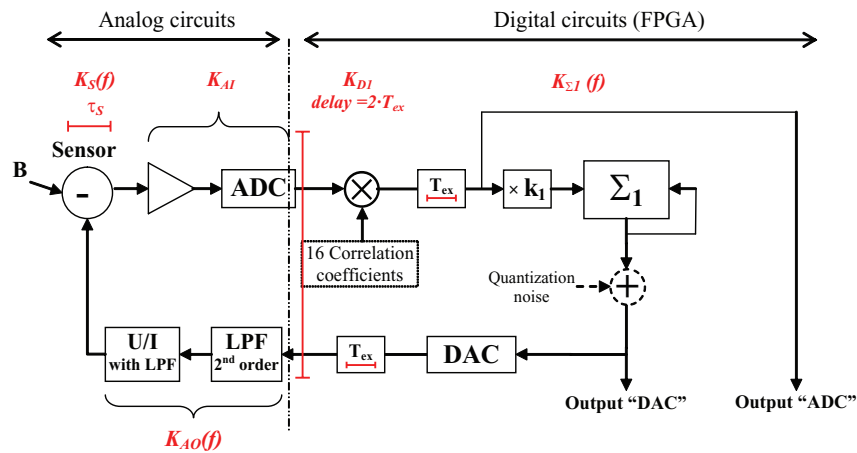 Analog circuits
Digital circuits (FPGA)
K_S(f)
τ_S
K_AI
K_D1
delay =2·T_ex
K_Σ1 (f)
Sensor
B
-
ADC
T_ex
× k_1
Σ_1
16 Correlation
coefficients
Quantization
noise
+
U/I
with LPF
LPF
2nd order
T_ex
DAC
Output “DAC”
Output “ADC”
K_AO(f)